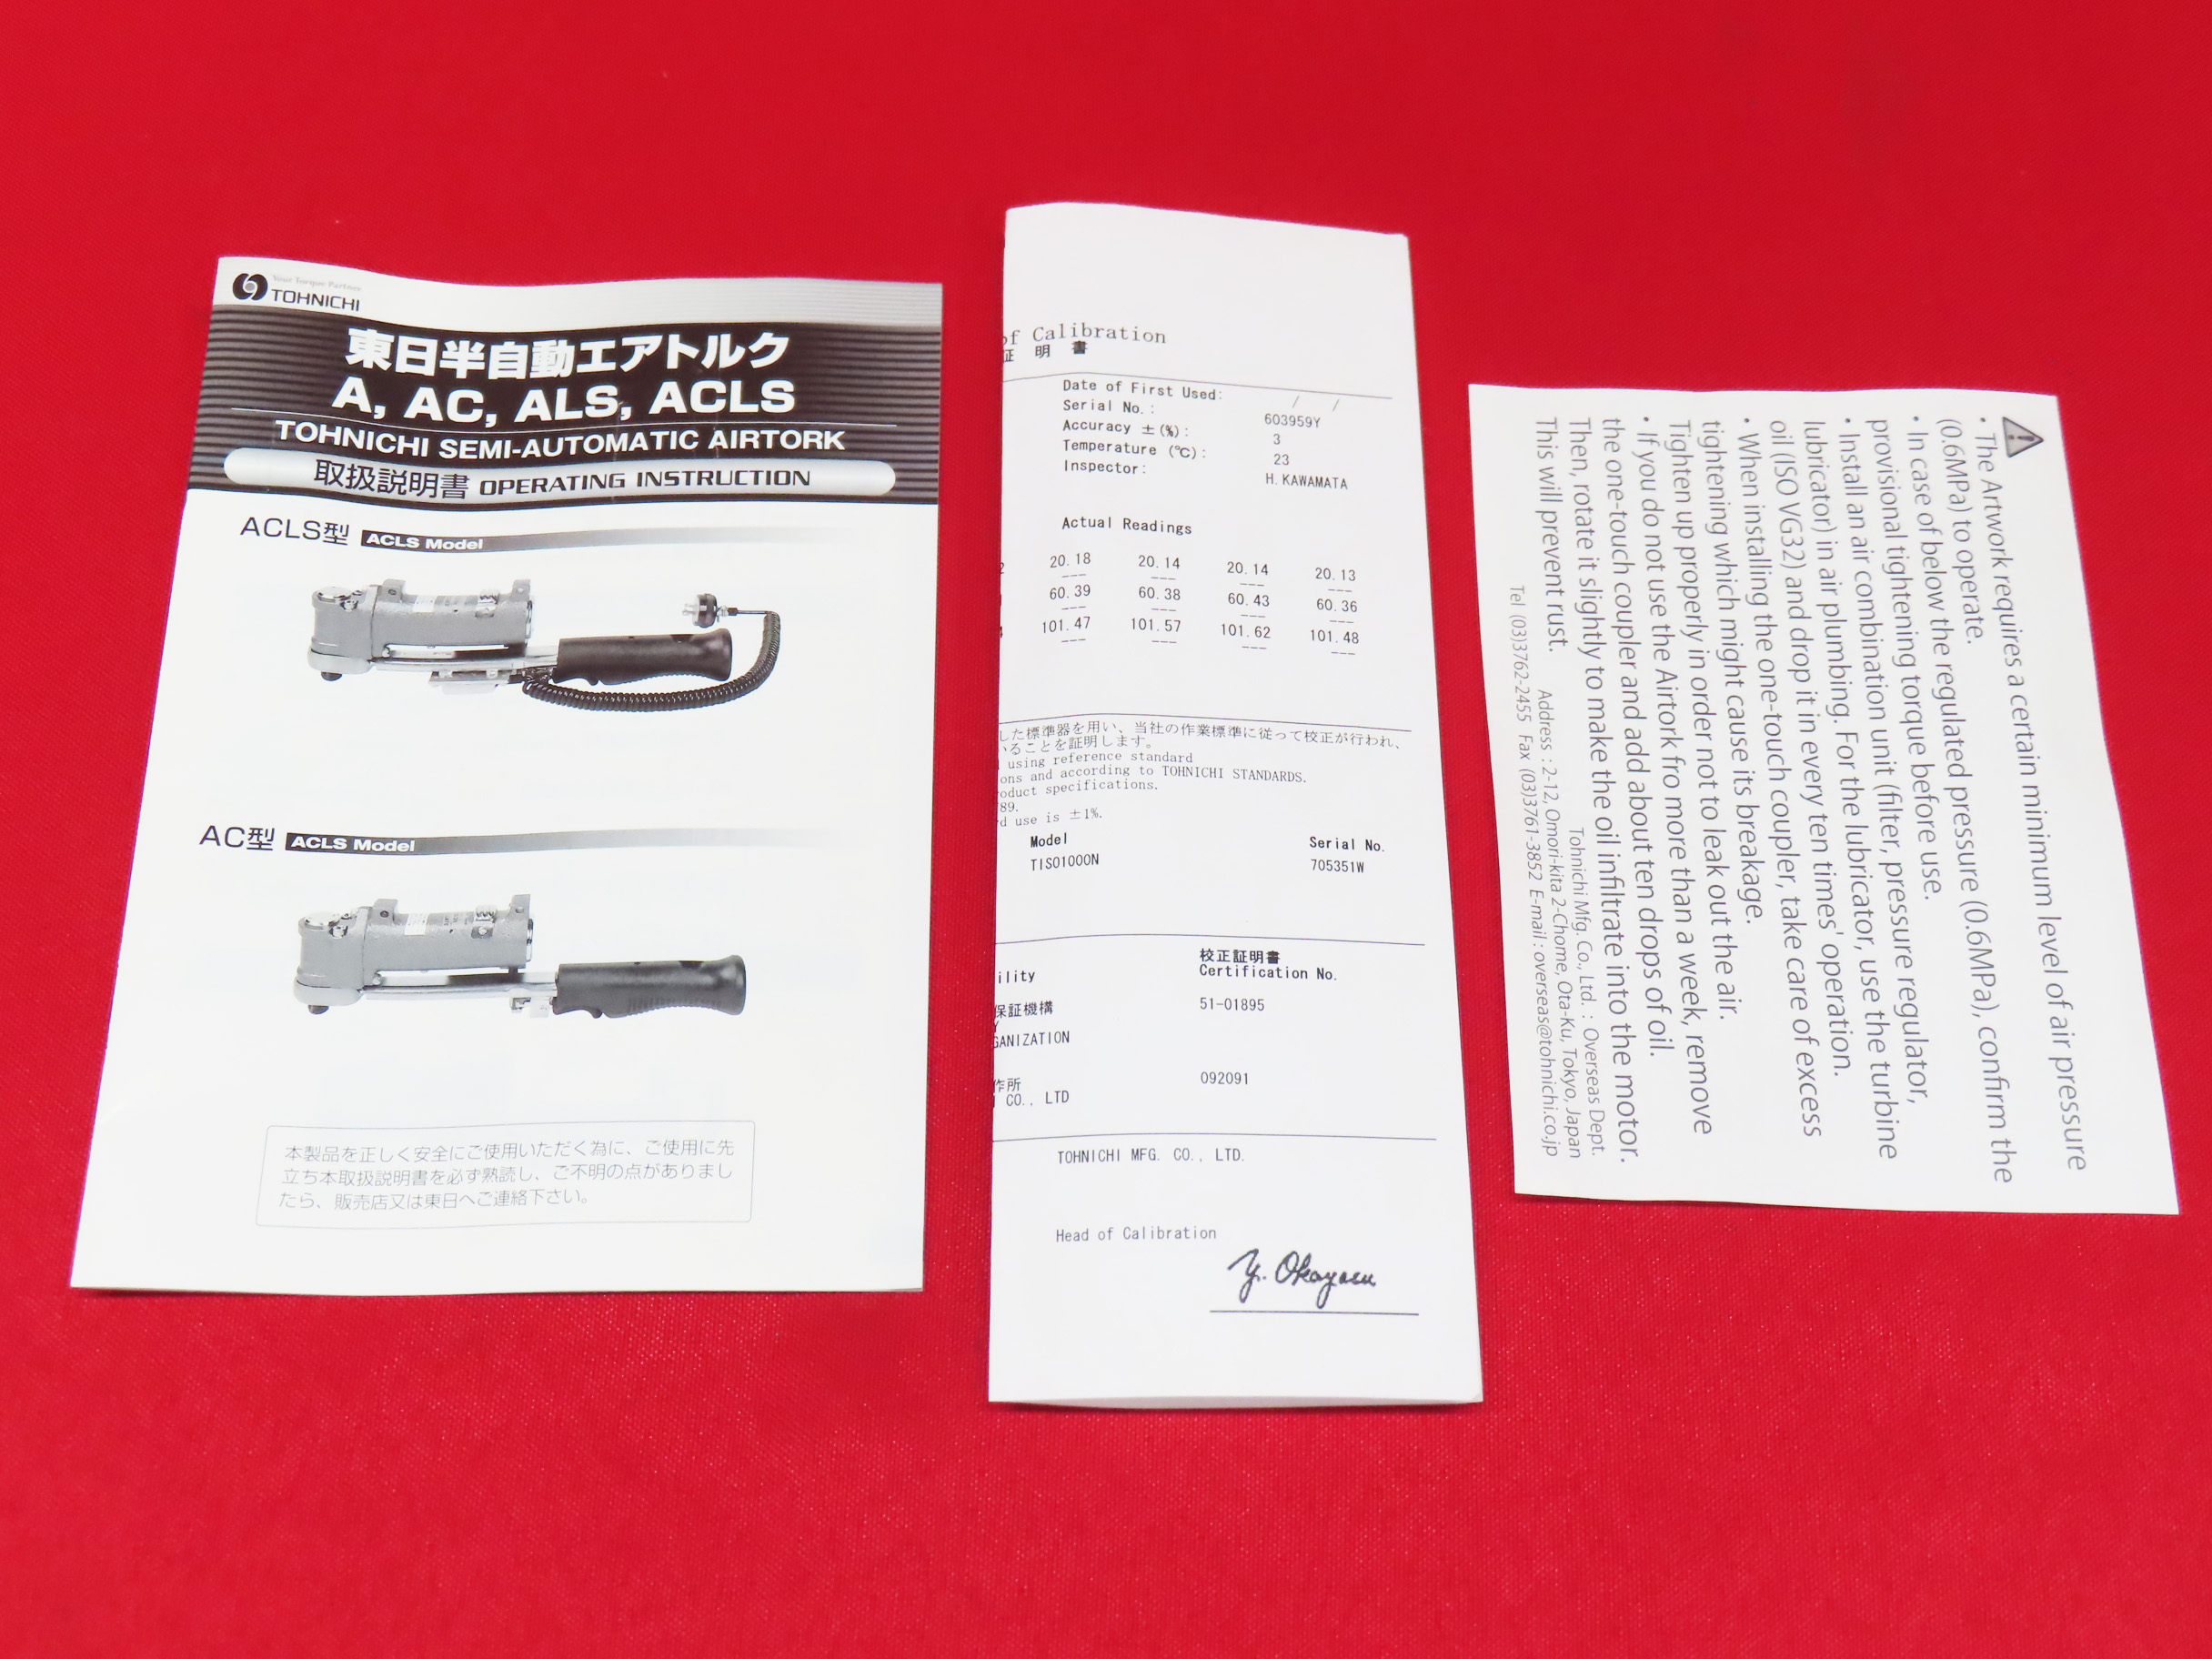 Your Torque Partner
TOHNICHI
東日半自動エアトルク
A, AC, ALS, ACLS
TOHNICHI SEMI-AUTOMATIC AIRTORK
取扱説明書 OPERATING INSTRUCTION
ACLS型 ACLS Model
AC型 ACLS Model
本製品を正しく安全にご使用いただく為に、ご使用に先
立ち本取扱説明書を必ず熟読し、ご不明の点がありまし
たら、販売店又は東日へご連絡下さい。
of Calibration
証 明 書
Date of First Used: / /
Serial No.: 603959Y
Accuracy ±(%): 3
Temperature (℃): 23
Inspector: H.KAWAMATA
Actual Readings
20.18 20.14 20.14 20.13
--- --- --- ---
60.39 60.38 60.43 60.36
--- --- --- ---
101.47 101.57 101.62 101.48
--- --- --- ---
した標準器を用い、当社の作業標準に従って校正が行われ、
いることを証明します。
using reference standard
ons and according to TOHNICHI STANDARDS.
oduct specifications.
89.
d use is ±1%.
Model Serial No.
TISO1000N 705351W
校正証明書
ility Certification No.
保証機構 51-01895
Y
GANIZATION
作所 092091
CO., LTD
TOHNICHI MFG. CO., LTD.
Head of Calibration
Y. Okayasu
• The Artwork requires a certain minimum level of air pressure
(0.6MPa) to operate.
• In case of below the regulated pressure (0.6MPa), confirm the
provisional tightening torque before use.
• Install an air combination unit (filter, pressure regulator,
lubricator) in air plumbing. For the lubricator, use the turbine
oil (ISO VG32) and drop it in every ten times' operation.
• When installing the one-touch coupler, take care of excess
tightening which might cause its breakage.
Tighten up properly in order not to leak out the air.
• If you do not use the Airtork fro more than a week, remove
the one-touch coupler and add about ten drops of oil.
Then, rotate it slightly to make the oil infiltrate into the motor.
This will prevent rust.
Tohnichi Mfg. Co., Ltd. : Overseas Dept.
Address : 2-12, Omori-kita 2-Chome, Ota-Ku, Tokyo, Japan
Tel (03)3762-2455 Fax (03)3761-3852 E-mail : overseas@tohnichi.co.jp